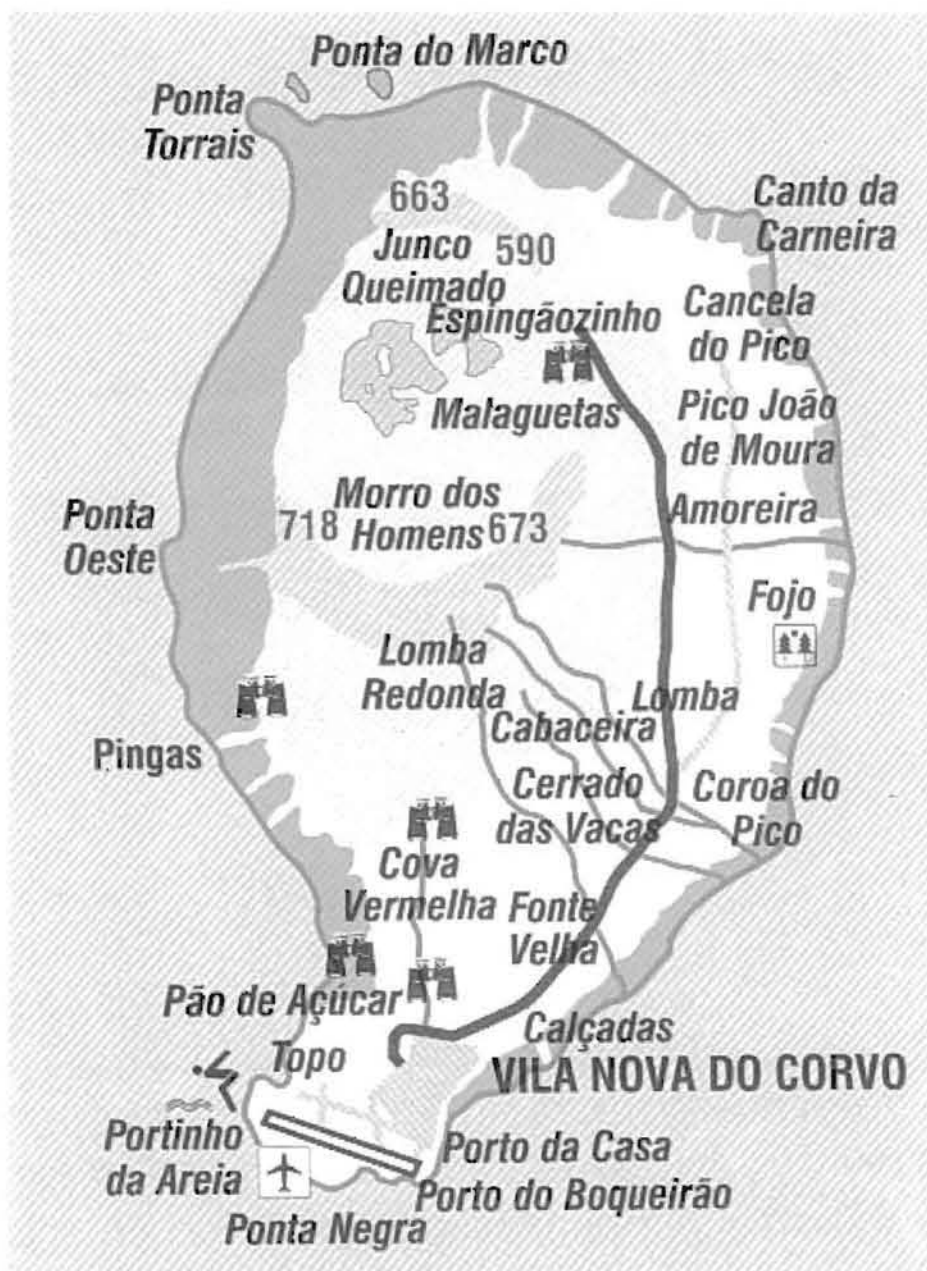 Ponta do Marco
Ponta
Torrais
663
Canto da
Carneira
Junco
Queimado
590
Espingãozinho
Cancela
do Pico
Malaguetas
Pico João
de Moura
Ponta
Oeste
718
Morro dos
Homens
673
Amoreira
Fojo
Lomba
Redonda
Lomba
Cabaceira
Pingas
Cerrado
das Vacas
Coroa do
Pico
Cova
Vermelha
Fonte
Velha
Pão de Açúcar
Calçadas
Topo
VILA NOVA DO CORVO
Portinho
da Areia
Porto da Casa
Porto do Boqueirão
Ponta Negra